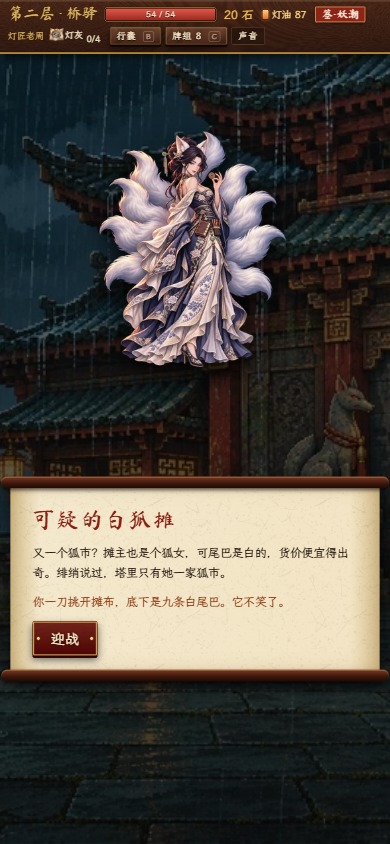 第二层·桥驿 54 / 54 20 石 灯油 87 签·妖潮
灯匠老周 灯灰 0/4 行囊 B 牌组 8 C 声音
可疑的白狐摊
又一个狐市？摊主也是个狐女，可尾巴是白的，货价便宜得出
奇。绯绡说过，塔里只有她一家狐市。
你一刀挑开摊布，底下是九条白尾巴。它不笑了。
迎战